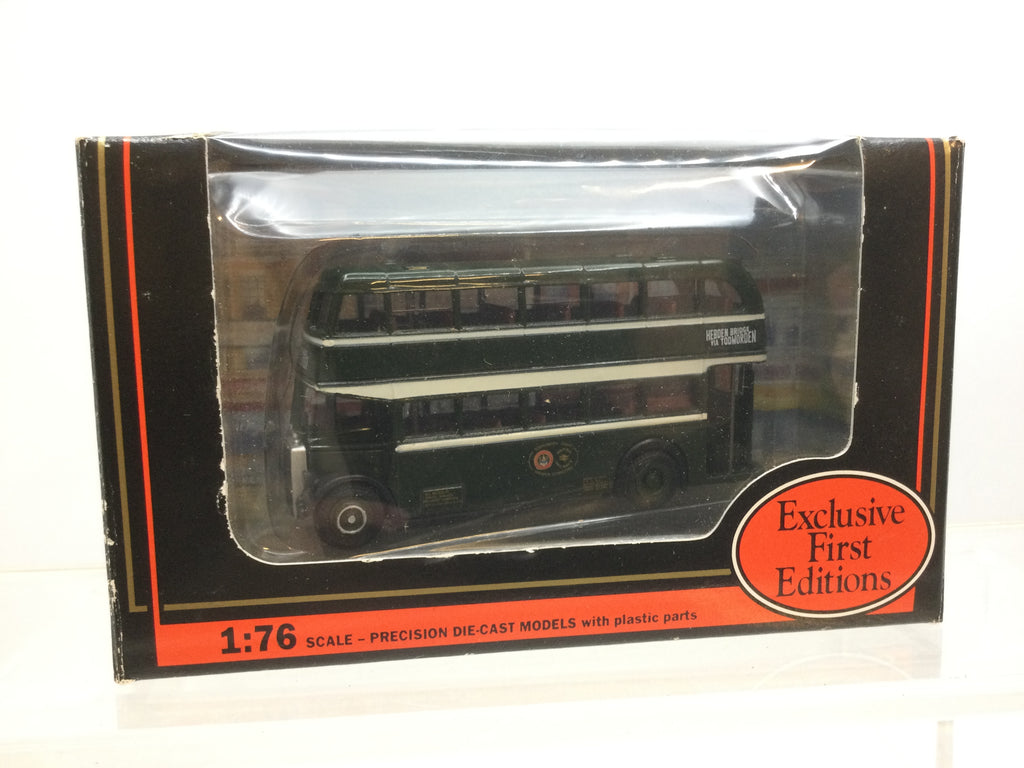 HEBDEN BRIDGE
VIA TODMORDEN
Exclusive
First
Editions
1:76 SCALE – PRECISION DIE-CAST MODELS with plastic parts